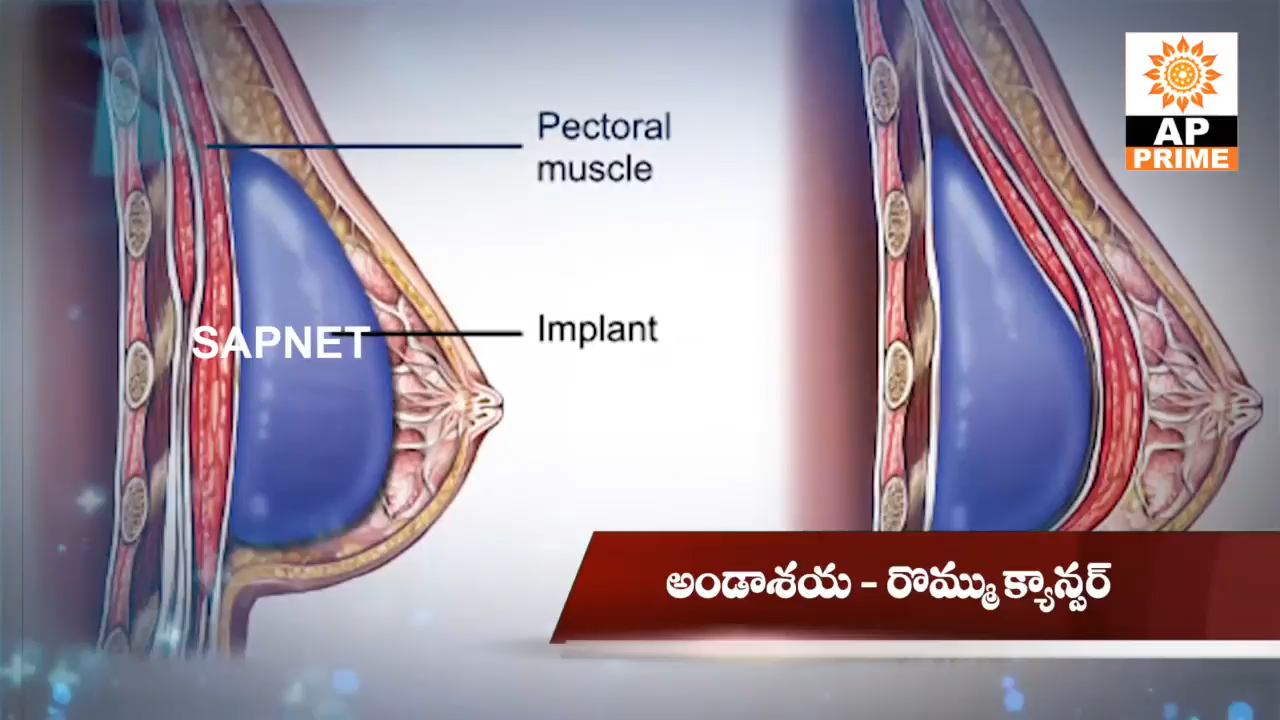 Pectoral
muscle
Implant
SAPNET
AP
PRIME
అండాశయ - రొమ్ము క్యాన్సర్